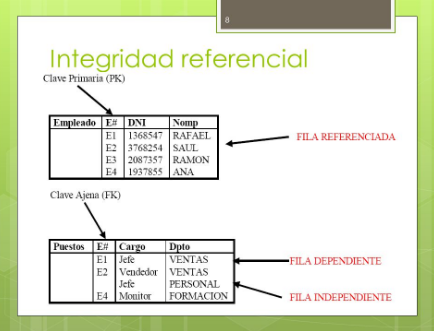 8
Integridad referencial
Clave Primaria (PK)
Empleado E# DNI Nomp
E1 1368547 RAFAEL
E2 3768254 SAUL
E3 2087357 RAMON
E4 1937855 ANA
FILA REFERENCIADA
Clave Ajena (FK)
Puestos E# Cargo Dpto
E1 Jefe VENTAS
E2 Vendedor VENTAS
Jefe PERSONAL
E4 Monitor FORMACION
FILA DEPENDIENTE
FILA INDEPENDIENTE